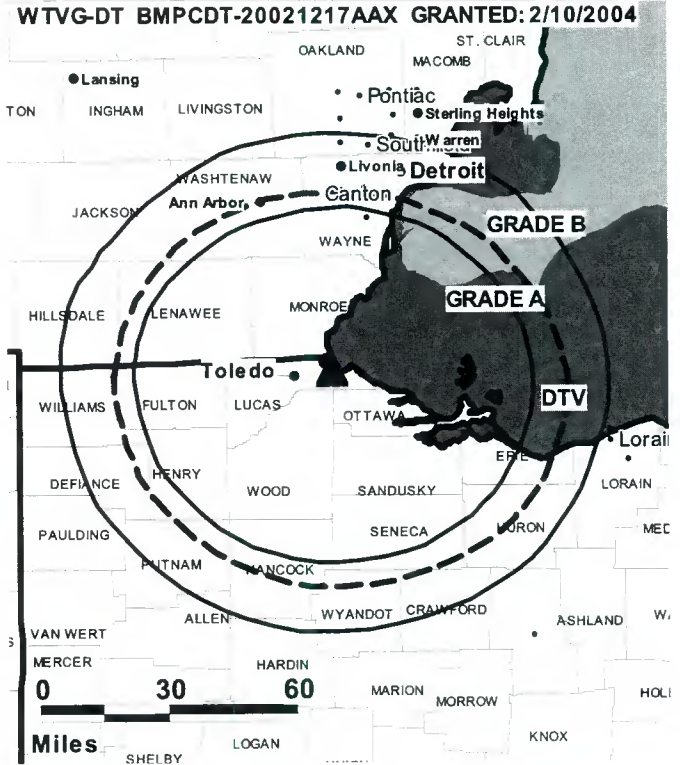 WTVG-DT BMPCDT-20021217AAX GRANTED: 2/10/2004
OAKLAND
ST. CLAIR
MACOMB
Lansing
Pontiac
TON
INGHAM
LIVINGSTON
Sterling Heights
Warren
Southfield
Livonia
Detroit
WASHTENAW
Canton
Ann Arbor
JACKSON
GRADE B
WAYNE
GRADE A
HILLSDALE
LENAWEE
MONROE
Toledo
DTV
WILLIAMS
FULTON
LUCAS
OTTAWA
Lorai
ERIE
HENRY
DEFIANCE
WOOD
SANDUSKY
LORAIN
SENECA
HURON
MED
PAULDING
PUTNAM
HANCOCK
ALLEN
WYANDOT
CRAWFORD
ASHLAND
WA
S
VAN WERT
MERCER
HARDIN
0 30 60
MARION
MORROW
HOL
KNOX
Miles
LOGAN
SHELBY